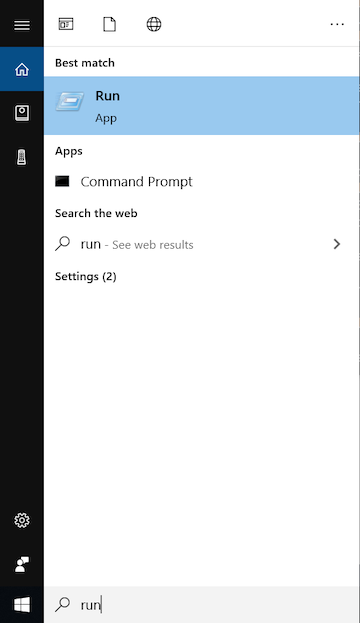 Best match
Run
App
Apps
Command Prompt
Search the web
run - See web results
Settings (2)
run